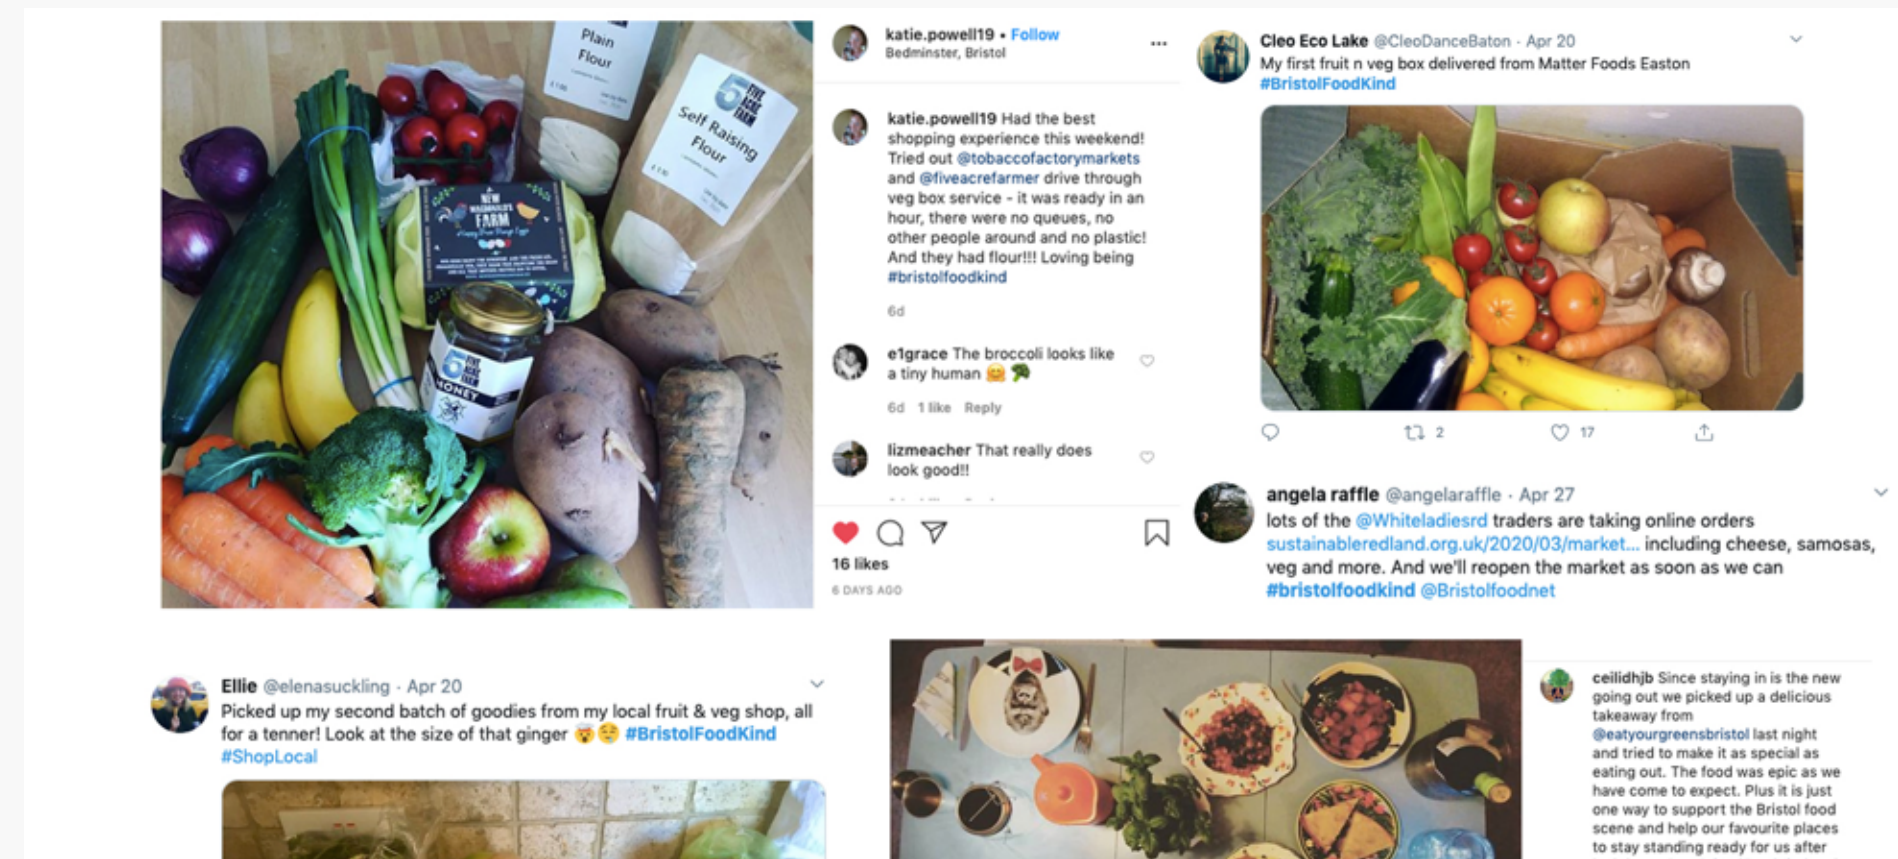 Plain
Flour
5 FIVE
ACRE
FARM
Self Raising
Flour
NEW
MACDONALD'S
FARM
Happy Free Range Eggs
5 FIVE
ACRE
FARM
HONEY
katie.powell19 • Follow
Bedminster, Bristol
katie.powell19 Had the best
shopping experience this weekend!
Tried out @tobaccofactorymarkets
and @fiveacrefarmer drive through
veg box service - it was ready in an
hour, there were no queues, no
other people around and no plastic!
And they had flour!!! Loving being
#bristolfoodkind
6d
e1grace The broccoli looks like
a tiny human 🤗🥦
6d 1 like Reply
lizmeacher That really does
look good!!
16 likes
6 DAYS AGO
Cleo Eco Lake @CleoDanceBaton · Apr 20
My first fruit n veg box delivered from Matter Foods Easton
#BristolFoodKind
2 17
angela raffle @angelaraffle · Apr 27
lots of the @Whiteladiesrd traders are taking online orders
sustainableredland.org.uk/2020/03/market... including cheese, samosas,
veg and more. And we'll reopen the market as soon as we can
#bristolfoodkind @Bristolfoodnet
Ellie @elenasuckling · Apr 20
Picked up my second batch of goodies from my local fruit & veg shop, all
for a tenner! Look at the size of that ginger 🤯🤤 #BristolFoodKind
#ShopLocal
ceilidhjb Since staying in is the new
going out we picked up a delicious
takeaway from
@eatyourgreensbristol last night
and tried to make it as special as
eating out. The food was epic as we
have come to expect. Plus it is just
one way to support the Bristol food
scene and help our favourite places
to stay standing ready for us after